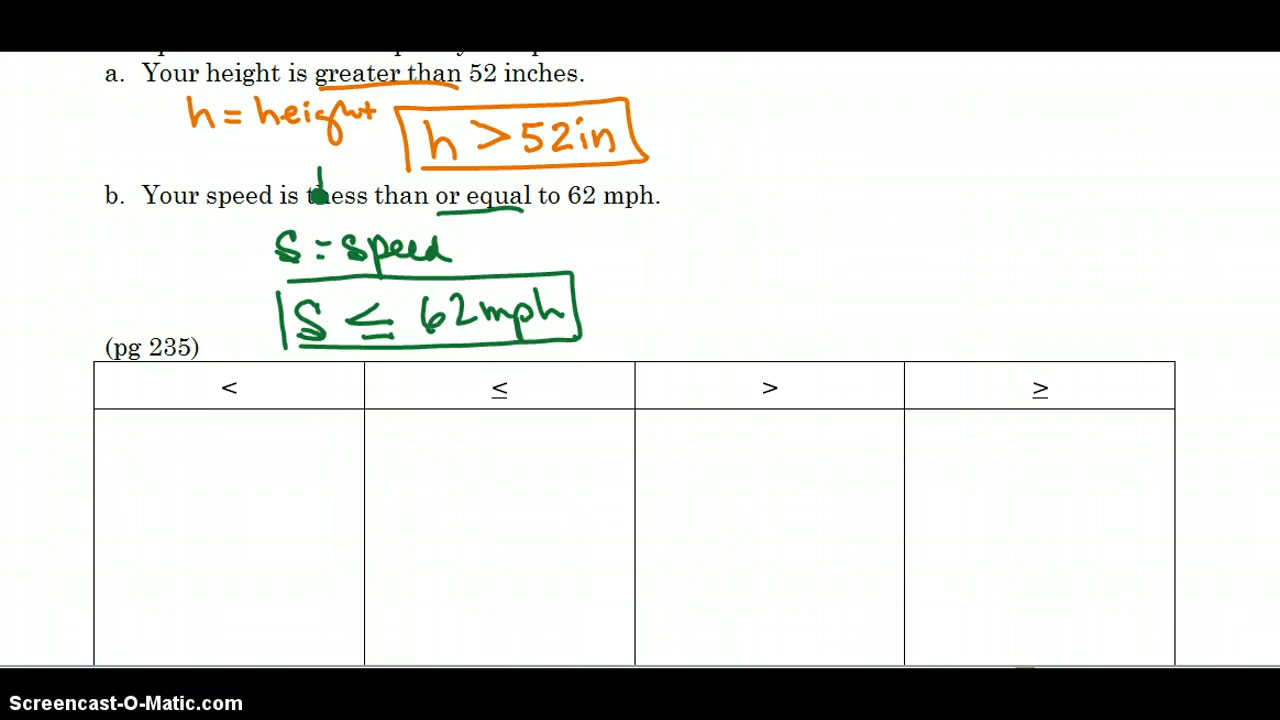 a. Your height is greater than 52 inches.
h = height
h > 52in
b. Your speed is less than or equal to 62 mph.
s = speed
s ≤ 62mph
(pg 235)
< ≤ > ≥
Screencast-O-Matic.com